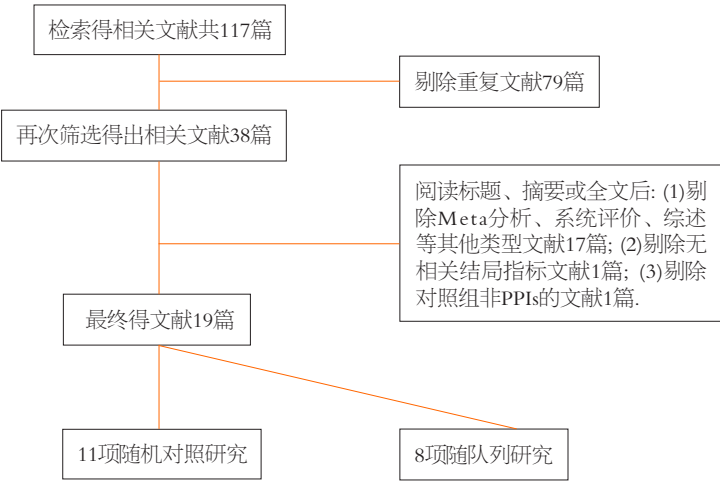 检索得相关文献共117篇
剔除重复文献79篇
再次筛选得出相关文献38篇
阅读标题、摘要或全文后: (1)剔
除Meta分析、系统评价、综述
等其他类型文献17篇; (2)剔除无
相关结局指标文献1篇; (3)剔除
对照组非PPIs的文献1篇.
最终得文献19篇
11项随机对照研究
8项随队列研究